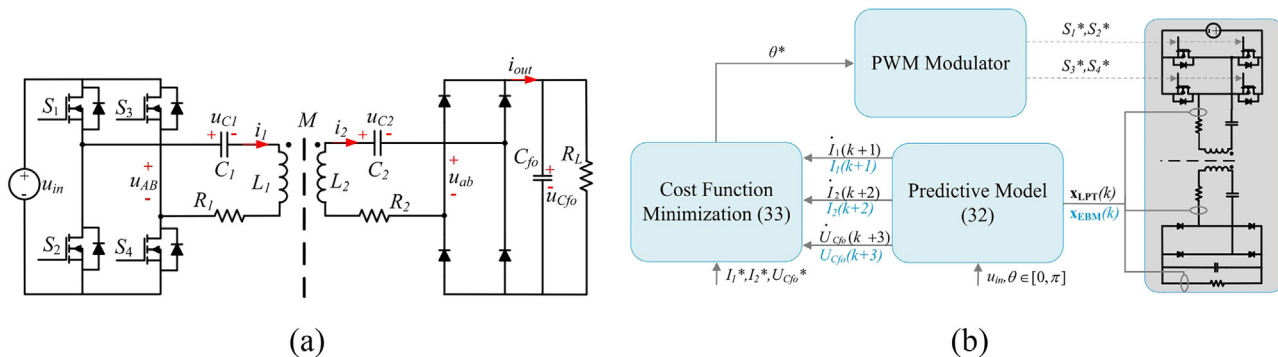 S1
S3
uC1
i1
M
i2
uC2
iout
C1
C2
uin
uAB
L1
L2
uab
Cfo
uCfo
RL
R1
R2
S2
S4
(a)
θ*
PWM Modulator
S1*,S2*
S3*,S4*
Cost Function
Minimization (33)
İ1(k+1)
I1(k+1)
İ2(k+2)
I2(k+2)
U̇Cfo(k+3)
UCfo(k+3)
Predictive Model
(32)
xLPT(k)
xEBM(k)
I1*,I2*,UCfo*
uin,θ∈[0,π]
(b)